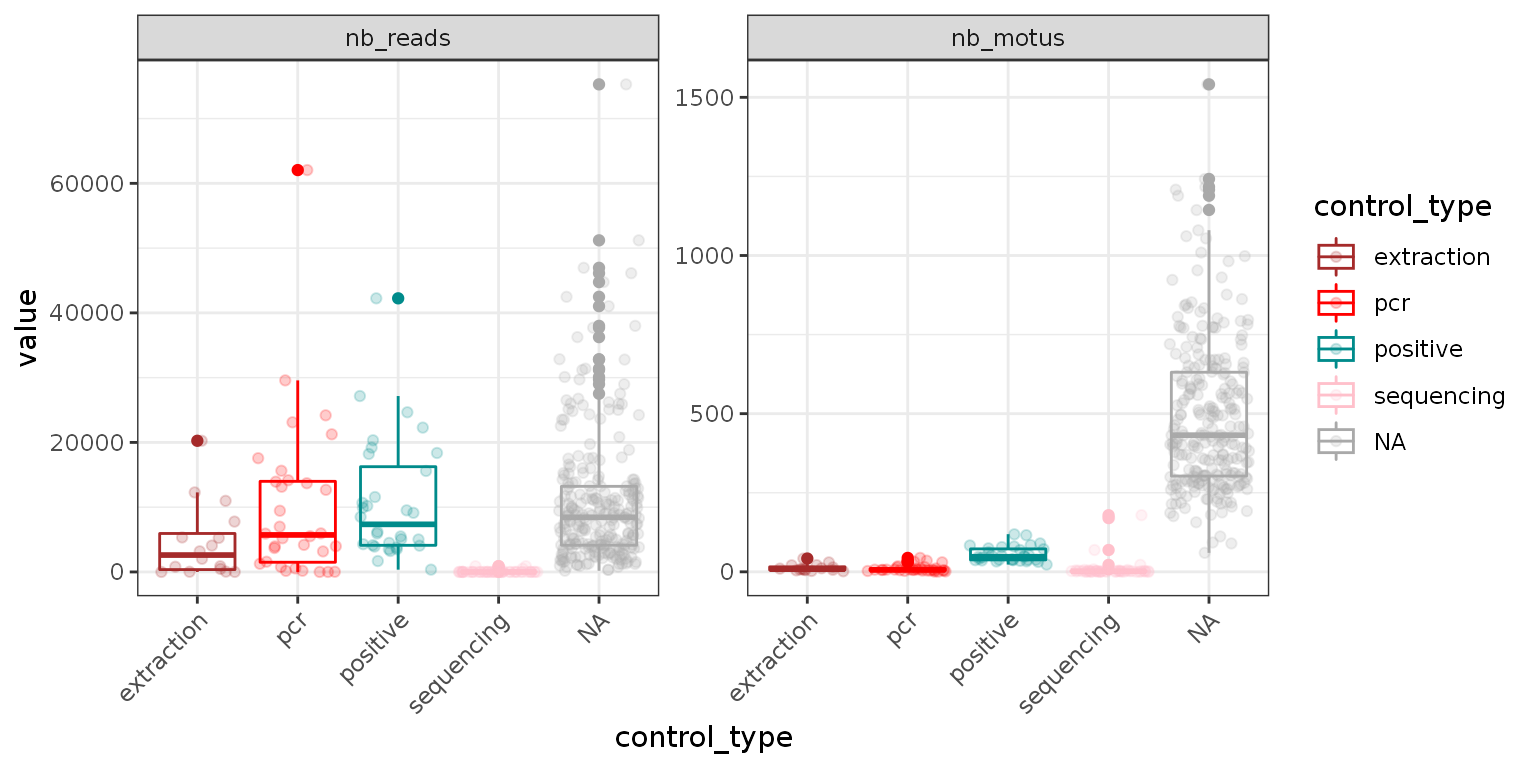 nb_reads
nb_motus
value
60000
40000
20000
0
1500
1000
500
0
extraction
pcr
positive
sequencing
NA
extraction
pcr
positive
sequencing
NA
control_type
control_type
extraction
pcr
positive
sequencing
NA